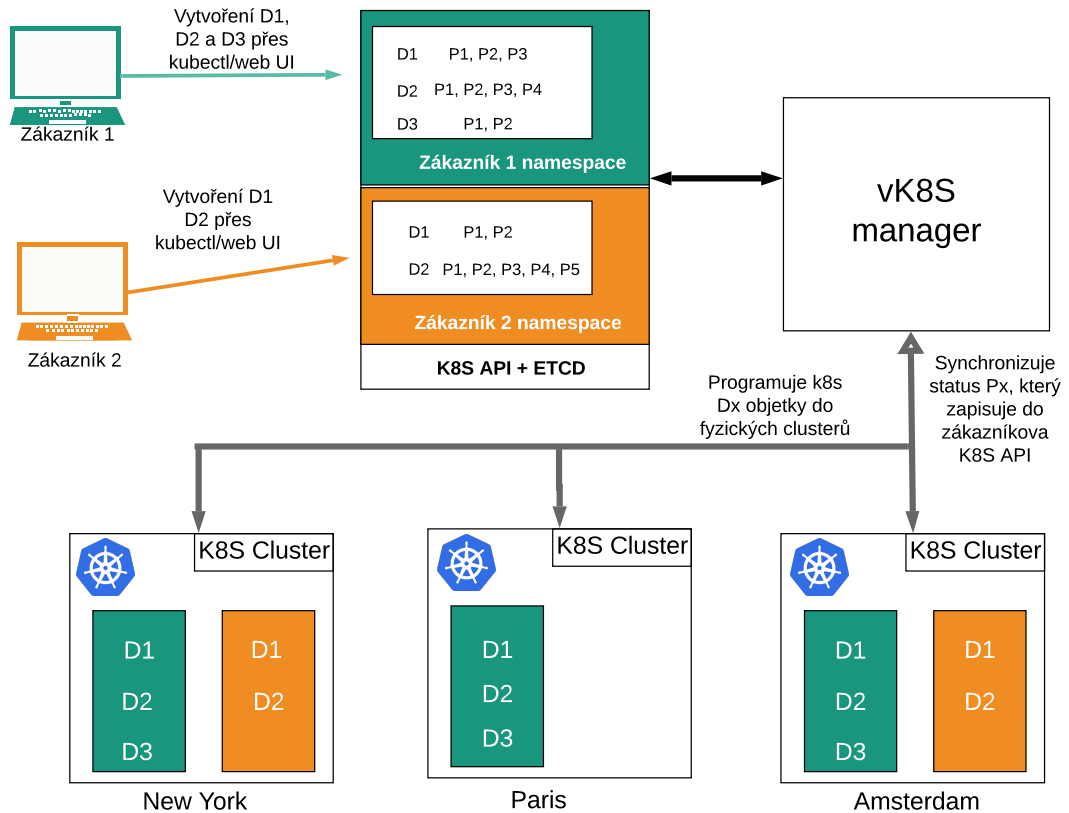 Vytvoření D1,
D2 a D3 přes
kubectl/web UI
Zákazník 1
D1 P1, P2, P3
D2 P1, P2, P3, P4
D3 P1, P2
Zákazník 1 namespace
Vytvoření D1
D2 přes
kubectl/web UI
Zákazník 2
D1 P1, P2
D2 P1, P2, P3, P4, P5
Zákazník 2 namespace
K8S API + ETCD
vK8S
manager
Programuje k8s
Dx objetky do
fyzických clusterů
Synchronizuje
status Px, který
zapisuje do
zákazníkova
K8S API
K8S Cluster
D1
D2
D3
D1
D2
New York
K8S Cluster
D1
D2
D3
Paris
K8S Cluster
D1
D2
D3
D1
D2
Amsterdam